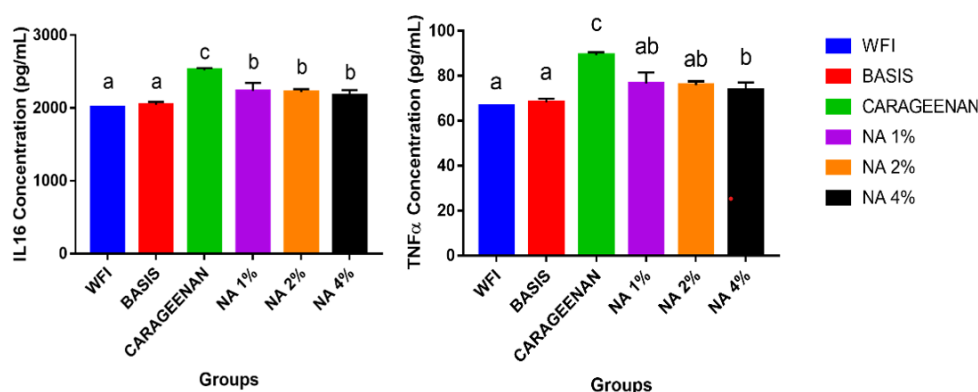 IL16 Concentration (pg/mL)
3000
2000
1000
0
a
a
c
b
b
b
WFI
BASIS
CARAGEENAN
NA 1%
NA 2%
NA 4%
Groups
TNFα Concentration (pg/mL)
100
80
60
40
20
0
a
a
c
ab
ab
b
WFI
BASIS
CARAGEENAN
NA 1%
NA 2%
NA 4%
Groups
WFI
BASIS
CARAGEENAN
NA 1%
NA 2%
NA 4%